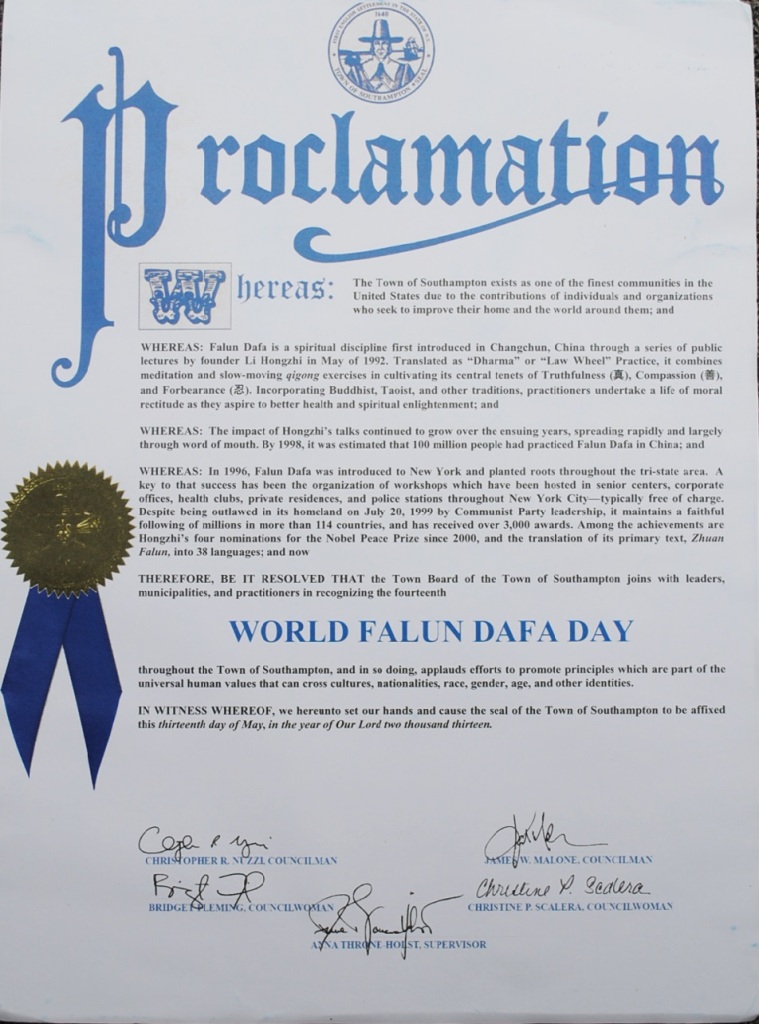 FIRST ENGLISH SETTLEMENT IN THE STATE OF N.Y.
1640
TOWN OF SOUTHAMPTON SEAL
Proclamation
Whereas: The Town of Southampton exists as one of the finest communities in the
United States due to the contributions of individuals and organizations
who seek to improve their home and the world around them; and
WHEREAS: Falun Dafa is a spiritual discipline first introduced in Changchun, China through a series of public
lectures by founder Li Hongzhi in May of 1992. Translated as “Dharma” or “Law Wheel” Practice, it combines
meditation and slow-moving qigong exercises in cultivating its central tenets of Truthfulness (真), Compassion (善),
and Forbearance (忍). Incorporating Buddhist, Taoist, and other traditions, practitioners undertake a life of moral
rectitude as they aspire to better health and spiritual enlightenment; and
WHEREAS: The impact of Hongzhi's talks continued to grow over the ensuing years, spreading rapidly and largely
through word of mouth. By 1998, it was estimated that 100 million people had practiced Falun Dafa in China; and
WHEREAS: In 1996, Falun Dafa was introduced to New York and planted roots throughout the tri-state area. A
key to that success has been the organization of workshops which have been hosted in senior centers, corporate
offices, health clubs, private residences, and police stations throughout New York City—typically free of charge.
Despite being outlawed in its homeland on July 20, 1999 by Communist Party leadership, it maintains a faithful
following of millions in more than 114 countries, and has received over 3,000 awards. Among the achievements are
Hongzhi's four nominations for the Nobel Peace Prize since 2000, and the translation of its primary text, Zhuan
Falun, into 38 languages; and now
THEREFORE, BE IT RESOLVED THAT the Town Board of the Town of Southampton joins with leaders,
municipalities, and practitioners in recognizing the fourteenth
WORLD FALUN DAFA DAY
throughout the Town of Southampton, and in so doing, applauds efforts to promote principles which are part of the
universal human values that can cross cultures, nationalities, race, gender, age, and other identities.
IN WITNESS WHEREOF, we hereunto set our hands and cause the seal of the Town of Southampton to be affixed
this thirteenth day of May, in the year of Our Lord two thousand thirteen.
CHRISTOPHER R. NUZZI, COUNCILMAN
JAMES W. MALONE, COUNCILMAN
Christine P. Scalera
BRIDGET FLEMING, COUNCILWOMAN
CHRISTINE P. SCALERA, COUNCILWOMAN
ANNA THRONE HOLST, SUPERVISOR